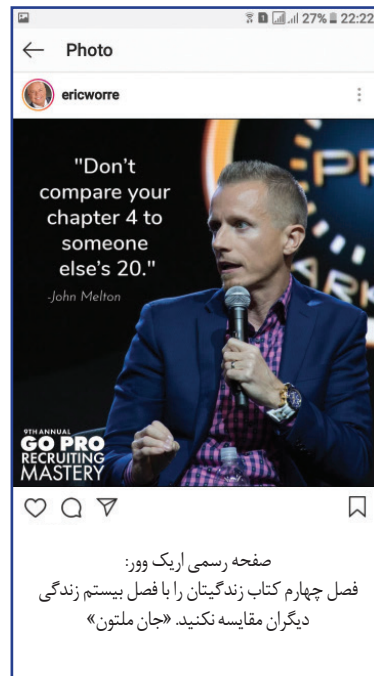 27% 22:22
Photo
ericworre
"Don't
compare your
chapter 4 to
someone
else's 20."
-John Melton
9TH ANNUAL
GO PRO
RECRUITING
MASTERY
صفحه رسمی اریک وور:
فصل چهارم کتاب زندگیتان را با فصل بیستم زندگی
دیگران مقایسه نکنید. «جان ملتون»